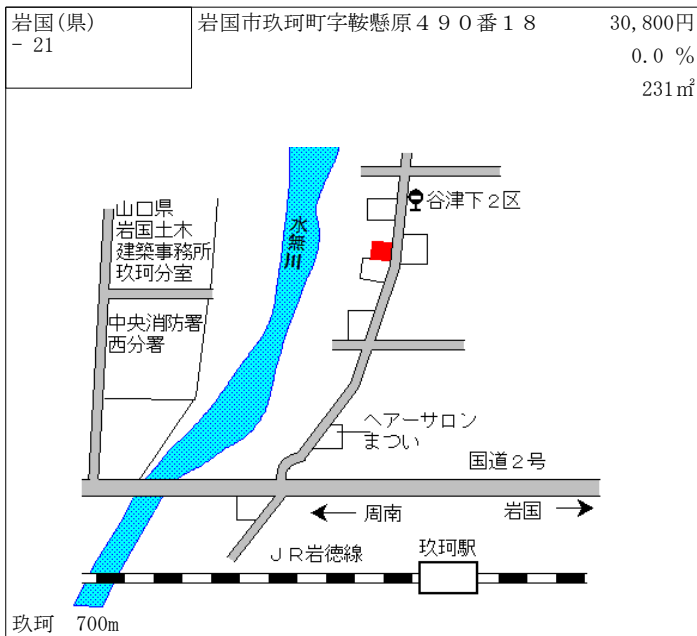 岩国(県)
- 21
岩国市玖珂町字鞍懸原４９０番１８
30,800円
0.0 %
231㎡
谷津下２区
水無川
山口県
岩国土木
建築事務所
玖珂分室
中央消防署
西分署
ヘアーサロン
まつい
国道２号
周南
岩国
ＪＲ岩徳線
玖珂駅
玖珂 700m